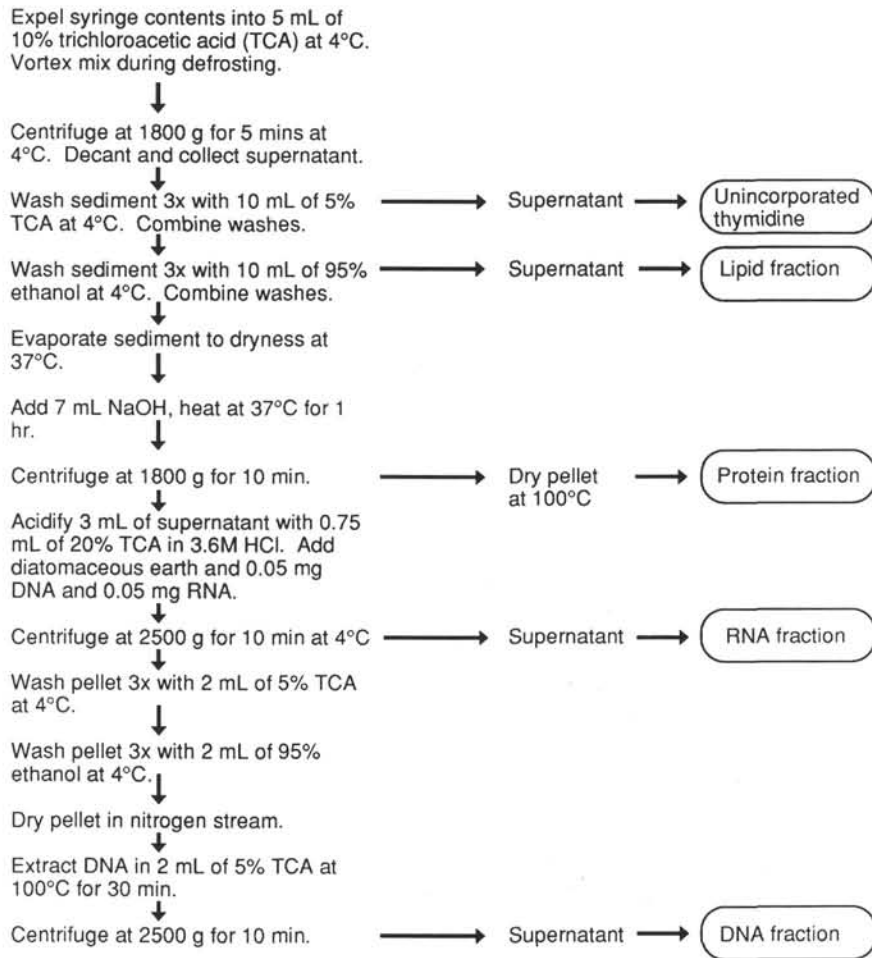 Expel syringe contents into 5 mL of
10% trichloroacetic acid (TCA) at 4°C.
Vortex mix during defrosting.
Centrifuge at 1800 g for 5 mins at
4°C. Decant and collect supernatant.
Wash sediment 3x with 10 mL of 5%
TCA at 4°C. Combine washes.
Supernatant
Unincorporated
thymidine
Wash sediment 3x with 10 mL of 95%
ethanol at 4°C. Combine washes.
Supernatant
Lipid fraction
Evaporate sediment to dryness at
37°C.
Add 7 mL NaOH, heat at 37°C for 1
hr.
Centrifuge at 1800 g for 10 min.
Dry pellet
at 100°C
Protein fraction
Acidify 3 mL of supernatant with 0.75
mL of 20% TCA in 3.6M HCl. Add
diatomaceous earth and 0.05 mg
DNA and 0.05 mg RNA.
Centrifuge at 2500 g for 10 min at 4°C
Supernatant
RNA fraction
Wash pellet 3x with 2 mL of 5% TCA
at 4°C.
Wash pellet 3x with 2 mL of 95%
ethanol at 4°C.
Dry pellet in nitrogen stream.
Extract DNA in 2 mL of 5% TCA at
100°C for 30 min.
Centrifuge at 2500 g for 10 min.
Supernatant
DNA fraction